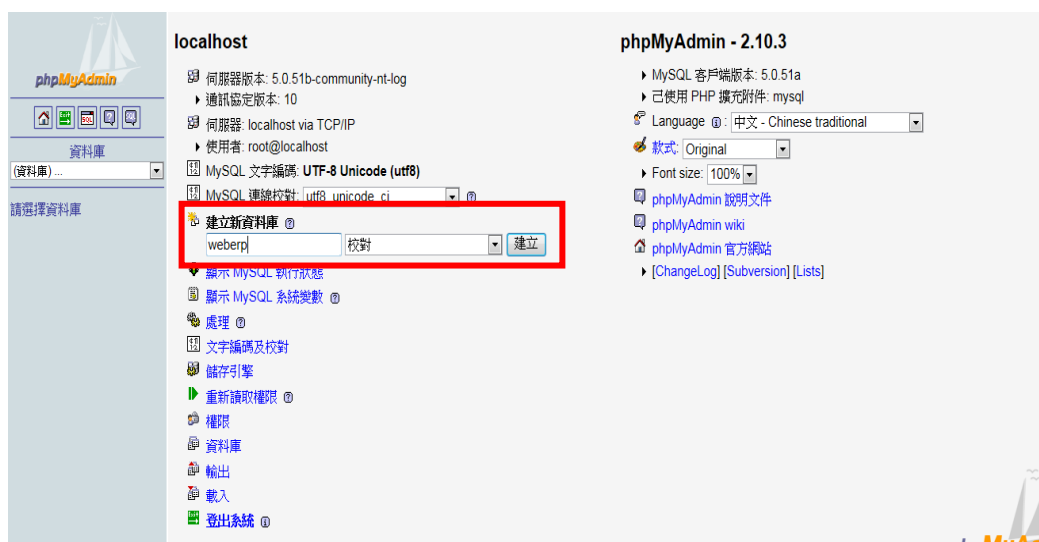 phpMyAdmin
資料庫
(資料庫) ...
請選擇資料庫
localhost
伺服器版本: 5.0.51b-community-nt-log
通訊協定版本: 10
伺服器: localhost via TCP/IP
使用者: root@localhost
MySQL 文字編碼: UTF-8 Unicode (utf8)
MySQL 連線校對: utf8_unicode_ci
建立新資料庫
weberp 校對 建立
顯示 MySQL 執行狀態
顯示 MySQL 系統變數
處理
文字編碼及校對
儲存引擎
重新讀取權限
權限
資料庫
輸出
載入
登出系統
phpMyAdmin - 2.10.3
MySQL 客戶端版本: 5.0.51a
己使用 PHP 擴充附件: mysql
Language : 中文 - Chinese traditional
款式: Original
Font size: 100%
phpMyAdmin 說明文件
phpMyAdmin wiki
phpMyAdmin 官方網站
[ChangeLog] [Subversion] [Lists]